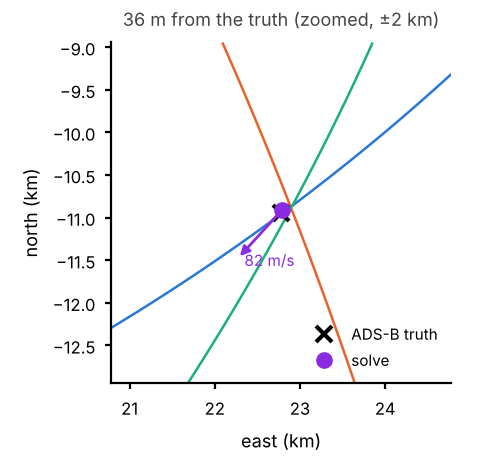 36 m from the truth (zoomed, ±2 km)
north (km)
−9.0
−9.5
−10.0
−10.5
−11.0
−11.5
−12.0
−12.5
82 m/s
ADS-B truth
solve
21 22 23 24
east (km)